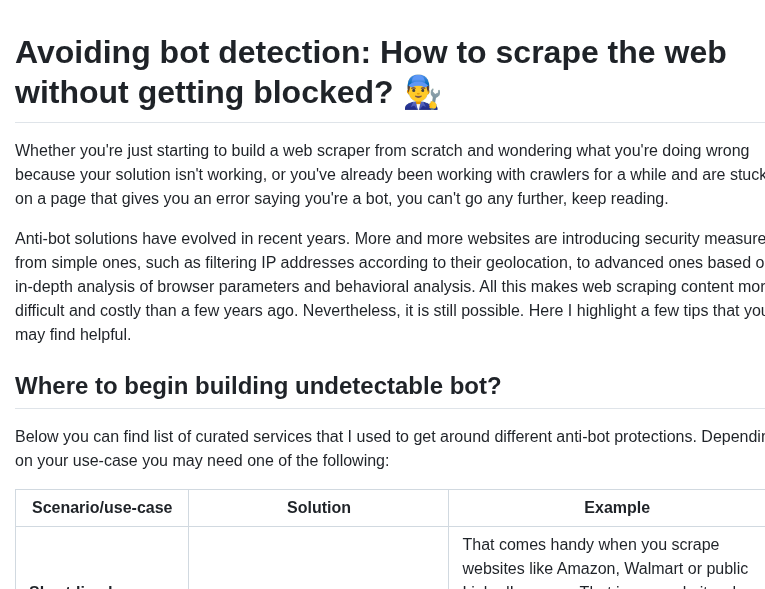 Avoiding bot detection: How to scrape the web
without getting blocked?
Whether you're just starting to build a web scraper from scratch and wondering what you're doing wrong
because your solution isn't working, or you've already been working with crawlers for a while and are stuck
on a page that gives you an error saying you're a bot, you can't go any further, keep reading.
Anti-bot solutions have evolved in recent years. More and more websites are introducing security measure
from simple ones, such as filtering IP addresses according to their geolocation, to advanced ones based o
in-depth analysis of browser parameters and behavioral analysis. All this makes web scraping content mor
difficult and costly than a few years ago. Nevertheless, it is still possible. Here I highlight a few tips that you
may find helpful.
Where to begin building undetectable bot?
Below you can find list of curated services that I used to get around different anti-bot protections. Dependin
on your use-case you may need one of the following:
Scenario/use-case Solution Example
That comes handy when you scrape
websites like Amazon, Walmart or public